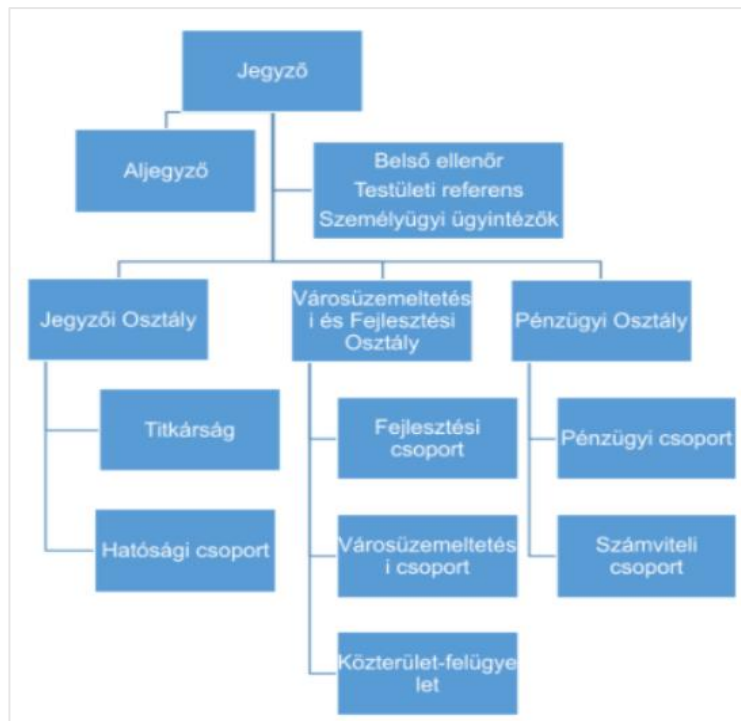 Jegyző
Aljegyző
Belső ellenőr
Testületi referens
Személyügyi ügyintézők
Jegyzői Osztály
Városüzemeltetés
i és Fejlesztési
Osztály
Pénzügyi Osztály
Titkárság
Fejlesztési
csoport
Pénzügyi csoport
Hatósági csoport
Városüzemeltetés
i csoport
Számviteli
csoport
Közterület-felügye
let